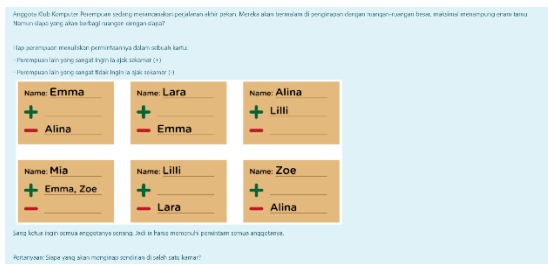 Anggota Klub Komputer Perempuan sedang merencanakan perjalanan akhir pekan. Mereka akan bermalam di penginapan dengan ruangan-ruangan besar, maksimal menampung enam tamu.
Namun siapa yang akan berbagi ruangan dengan siapa?
Tiap perempuan menuliskan permintaannya dalam sebuah kartu:
- Perempuan lain yang sangat ingin ia ajak sekamar (+)
- Perempuan lain yang sangat tidak ingin ia ajak sekamar (-)
Name: Emma
+
− Alina
Name: Lara
+
− Emma
Name: Alina
+ Lilli
−
Name: Mia
+ Emma, Zoe
−
Name: Lilli
+
− Lara
Name: Zoe
+
− Alina
Sang ketua ingin semua anggotanya senang. Jadi ia harus memenuhi permintaan semua anggotanya.
Pertanyaan: Siapa yang akan menginap sendirian di salah satu kamar?